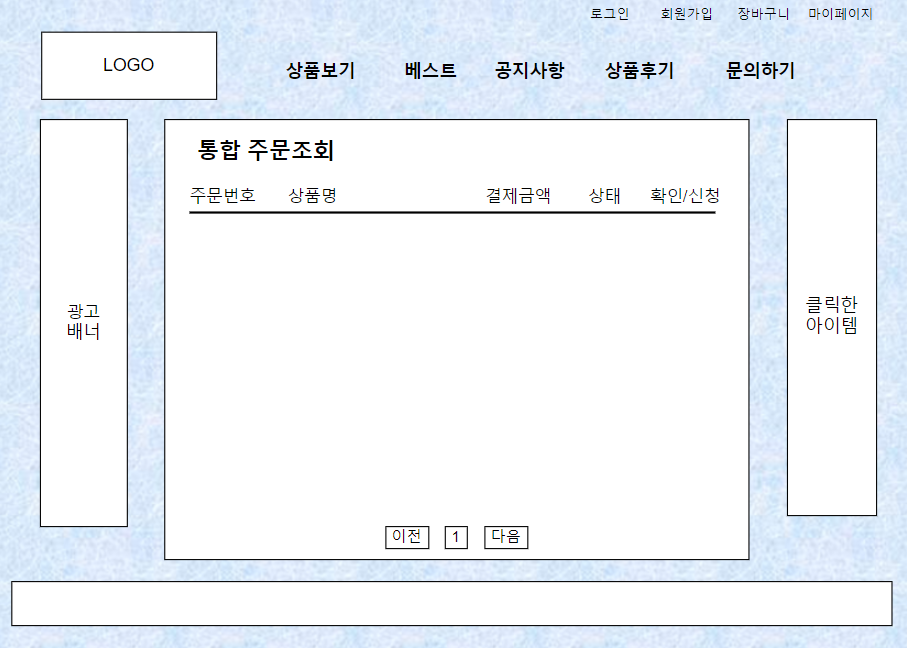 로그인 회원가입 장바구니 마이페이지
LOGO
상품보기 베스트 공지사항 상품후기 문의하기
통합 주문조회
주문번호 상품명 결제금액 상태 확인/신청
광고
배너
클릭한
아이템
이전 1 다음